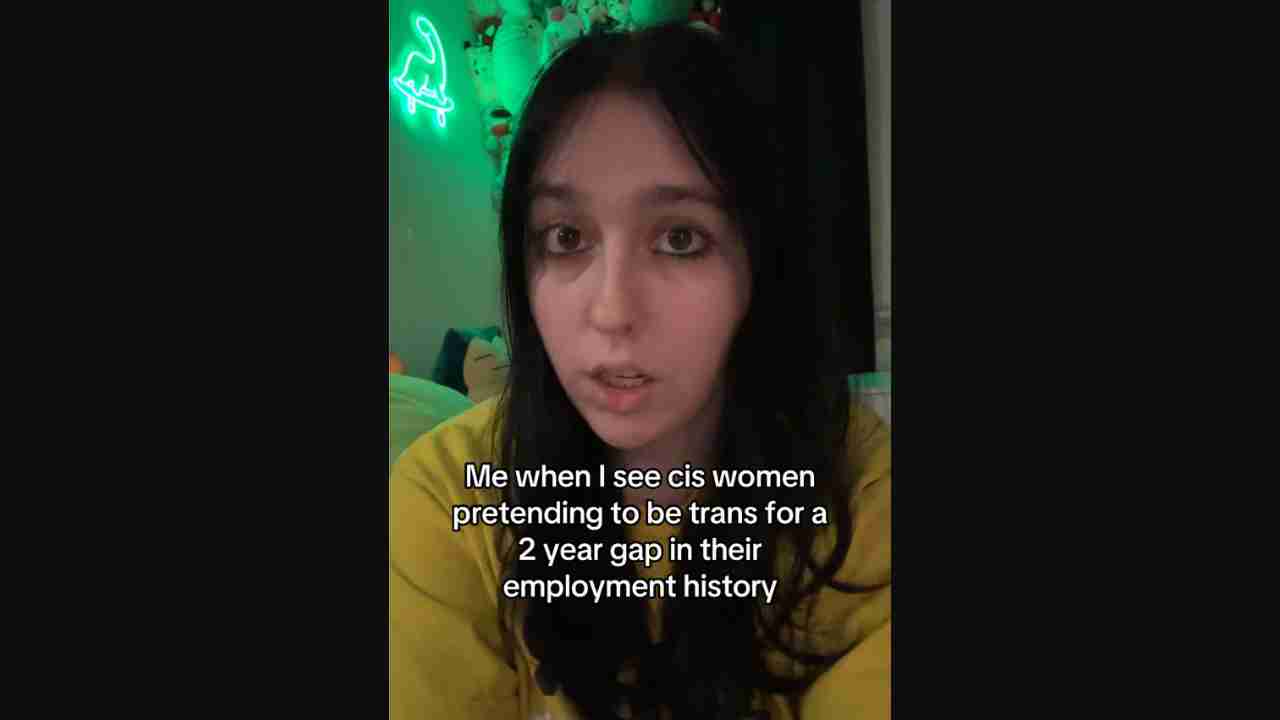 Me when I see cis women
pretending to be trans for a
2 year gap in their
employment history